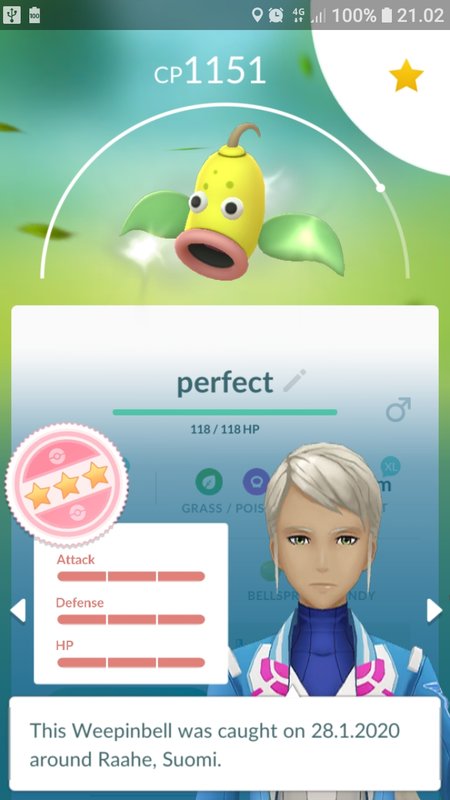 100
4G
100%
21.02
CP1151
perfect
118 / 118 HP
XL
GRASS / POIS
Attack
Defense
BELLSPR
NDY
HP
This Weepinbell was caught on 28.1.2020
around Raahe, Suomi.